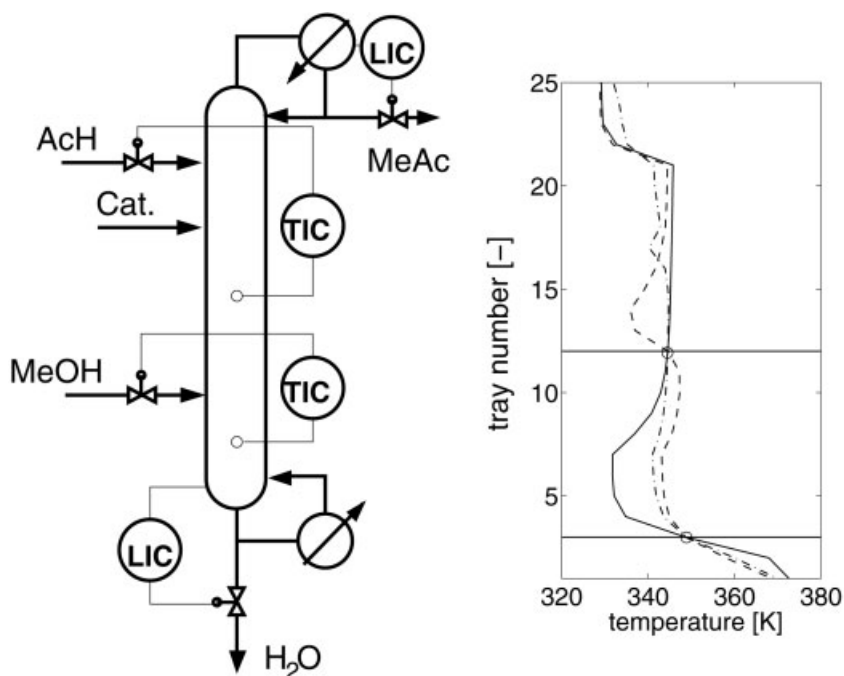 LIC
AcH
MeAc
Cat.
TIC
MeOH
TIC
LIC
H₂O
tray number [−]
25
20
15
10
5
320
340
360
380
temperature [K]